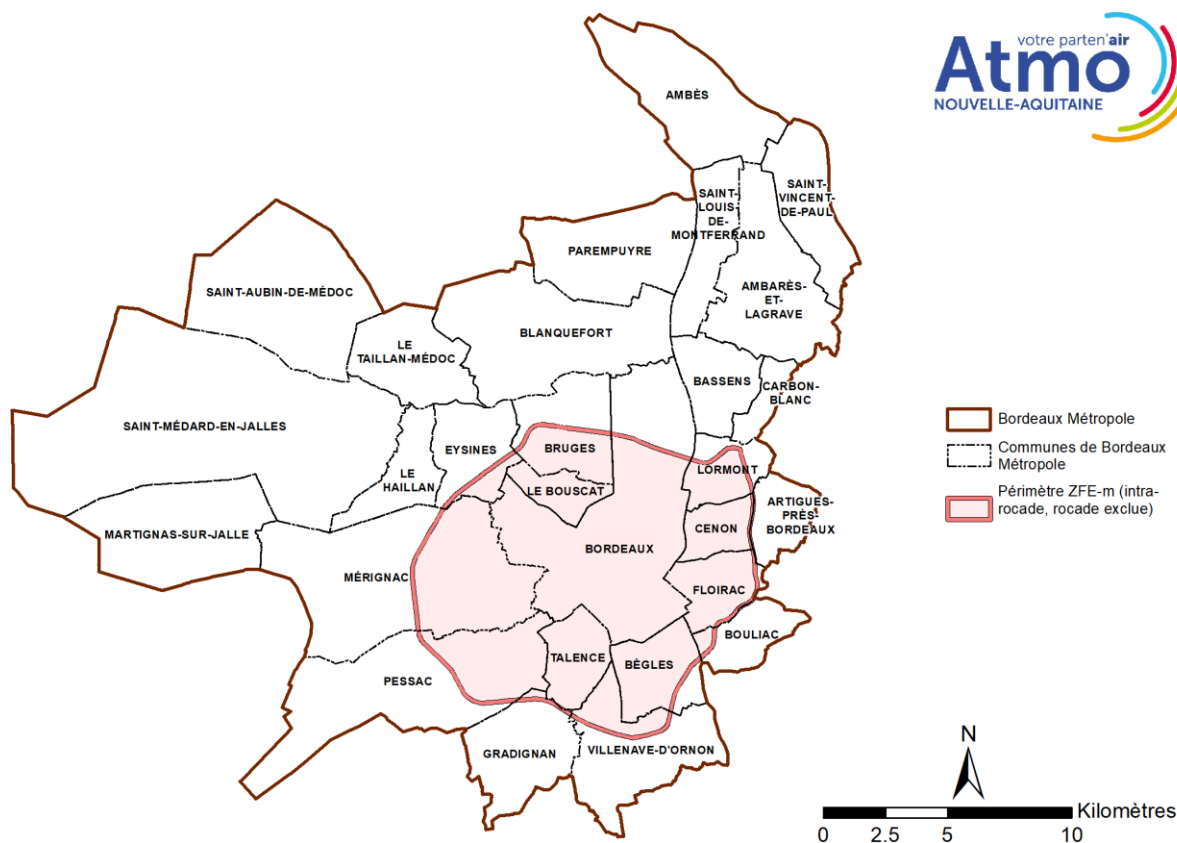 votre parten'air
Atmo
NOUVELLE-AQUITAINE
AMBÈS
SAINT-
LOUIS-
DE-
MONTFERRAND
SAINT-
VINCENT-
DE-PAUL
PAREMPUYRE
SAINT-AUBIN-DE-MÉDOC
AMBARÈS-
ET-
LAGRAVE
BLANQUEFORT
LE
TAILLAN-MÉDOC
BASSENS
CARBON-
BLANC
SAINT-MÉDARD-EN-JALLES
EYSINES
BRUGES
LE
HAILLAN
LE BOUSCAT
LORMONT
ARTIGUES-
PRÈS-
BORDEAUX
MARTIGNAS-SUR-JALLE
CENON
BORDEAUX
MÉRIGNAC
FLOIRAC
BOULIAC
TALENCE
BÈGLES
PESSAC
GRADIGNAN
VILLENAVE-D'ORNON
Bordeaux Métropole
Communes de Bordeaux
Métropole
Périmètre ZFE-m (intra-
rocade, rocade exclue)
N
Kilomètres
0 2.5 5 10